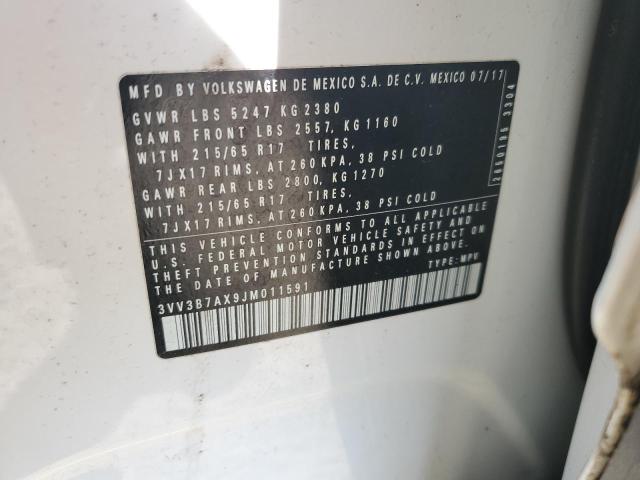 MFD BY VOLKSWAGEN DE MEXICO S.A. DE C.V. MEXICO 07/17
GVWR LBS 5247 KG 2380
GAWR FRONT LBS 2557, KG 1160
WITH 215/65 R17 TIRES,
7JX17 RIMS, AT 260 KPA, 38 PSI COLD
GAWR REAR LBS 2800, KG 1270
WITH 215/65 R17 TIRES,
7JX17 RIMS, AT 260 KPA, 38 PSI COLD
THIS VEHICLE CONFORMS TO ALL APPLICABLE
U.S. FEDERAL MOTOR VEHICLE SAFETY AND
THEFT PREVENTION STANDARDS IN EFFECT ON
THE DATE OF MANUFACTURE SHOWN ABOVE.
3VV3B7AX9JM011591 TYPE: MPV
2650195 3304